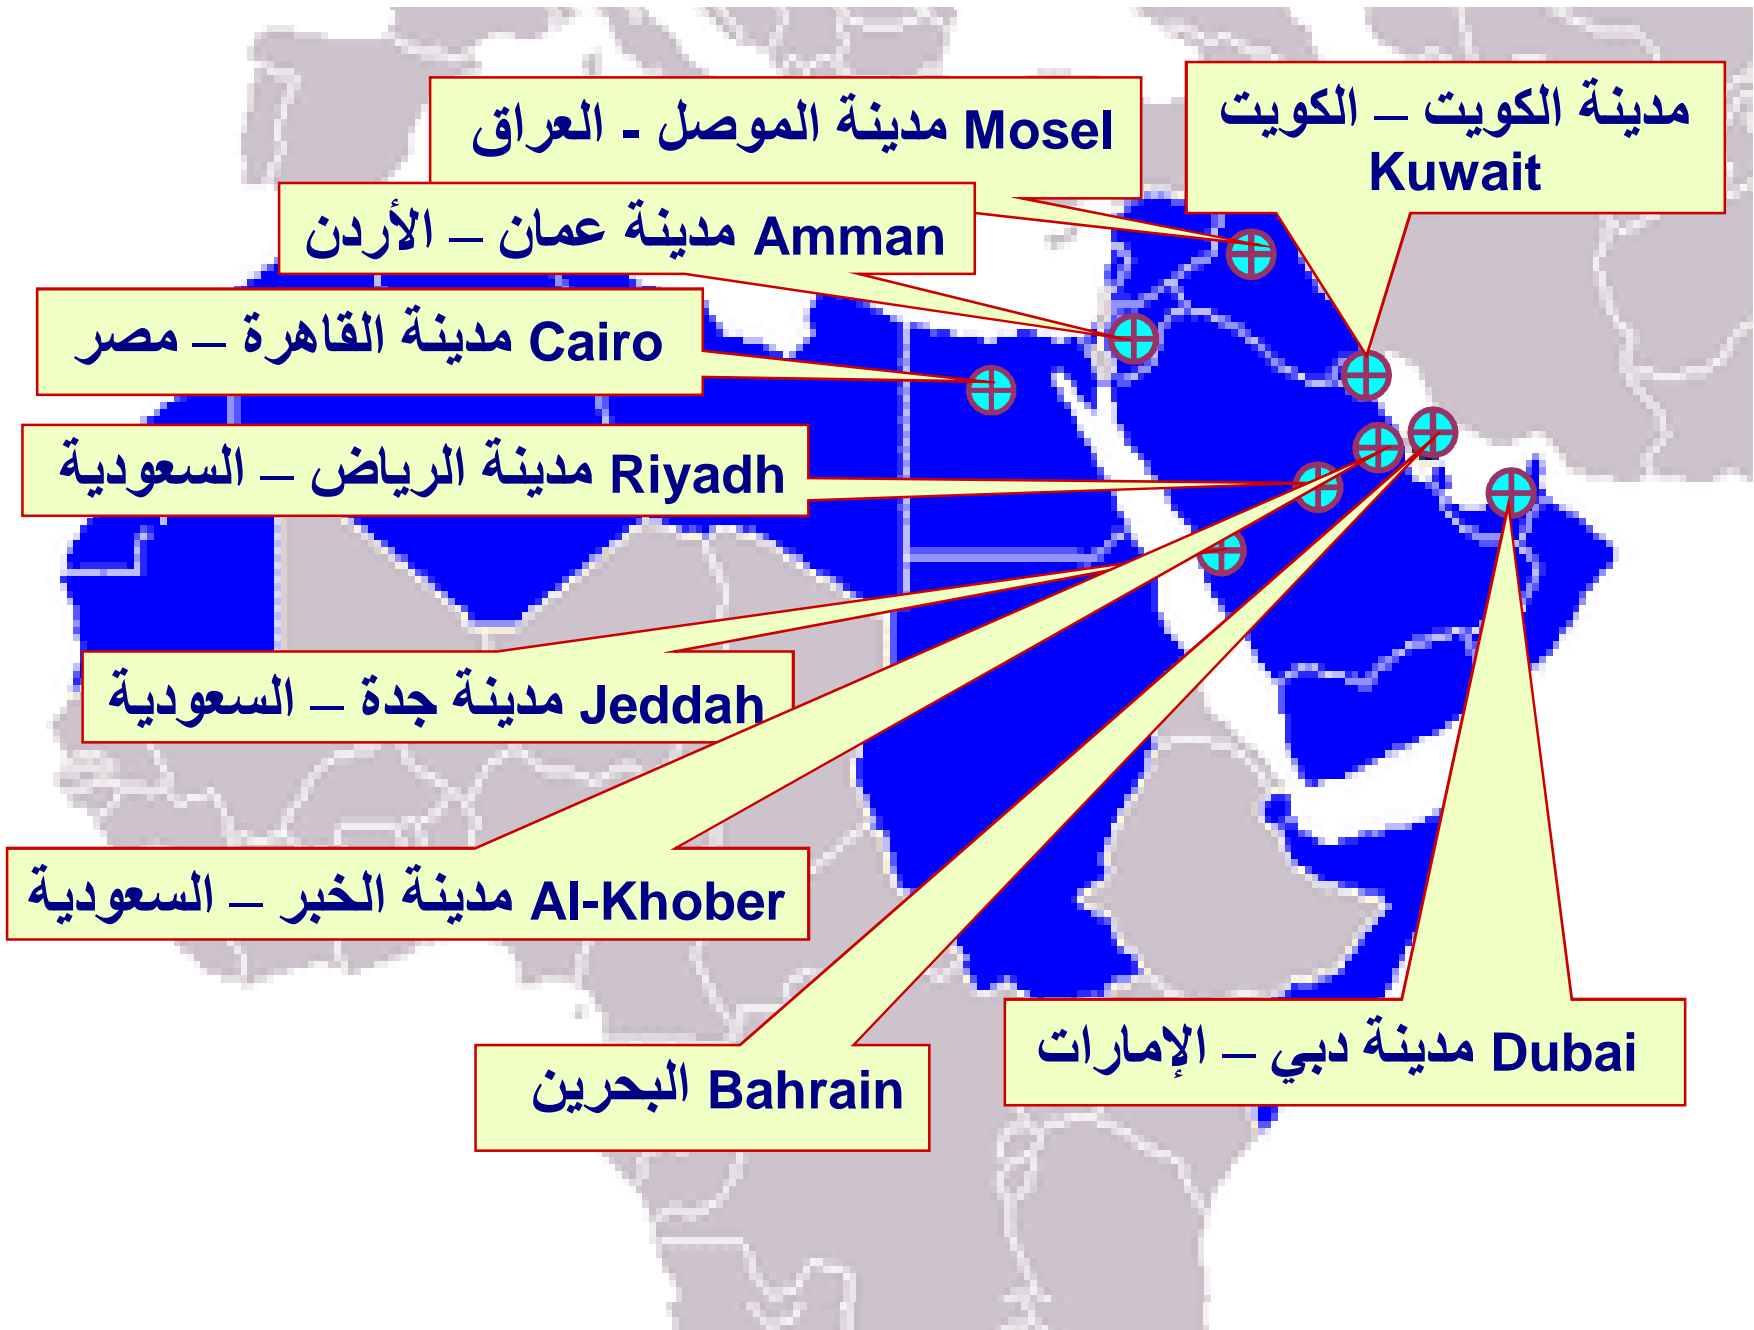 مدينة الموصل - العراق Mosel
مدينة الكويت – الكويت
Kuwait
مدينة عمان – الأردن Amman
مدينة القاهرة – مصر Cairo
مدينة الرياض – السعودية Riyadh
مدينة جدة – السعودية Jeddah
مدينة الخبر – السعودية Al-Khober
مدينة دبي – الإمارات Dubai
البحرين Bahrain